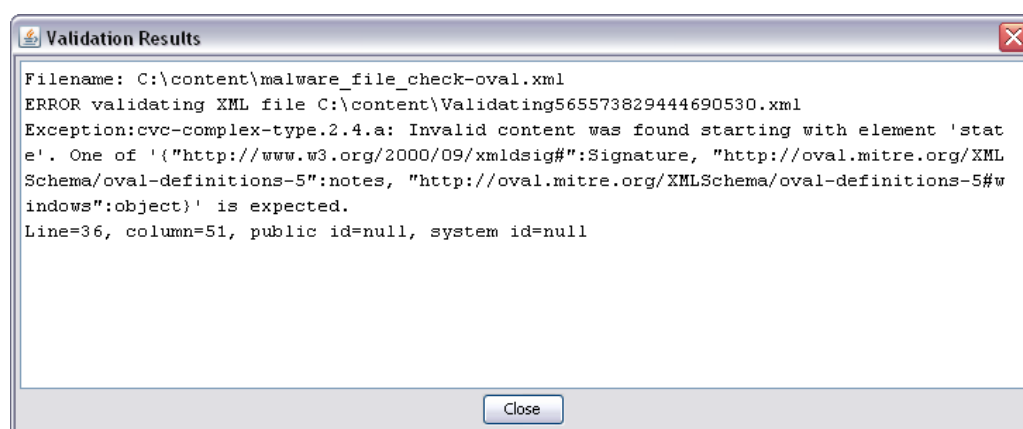 Validation Results
Filename: C:\content\malware_file_check-oval.xml
ERROR validating XML file C:\content\Validating565573829444690530.xml
Exception:cvc-complex-type.2.4.a: Invalid content was found starting with element 'stat
e'. One of '{"http://www.w3.org/2000/09/xmldsig#":Signature, "http://oval.mitre.org/XML
Schema/oval-definitions-5":notes, "http://oval.mitre.org/XMLSchema/oval-definitions-5#w
indows":object}' is expected.
Line=36, column=51, public id=null, system id=null
Close